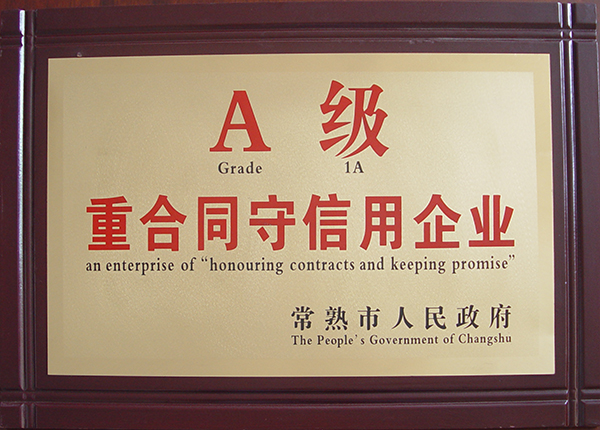 A 级
Grade 1A
重合同守信用企业
an enterprise of “honouring contracts and keeping promise”
常熟市人民政府
The People's Government of Changshu